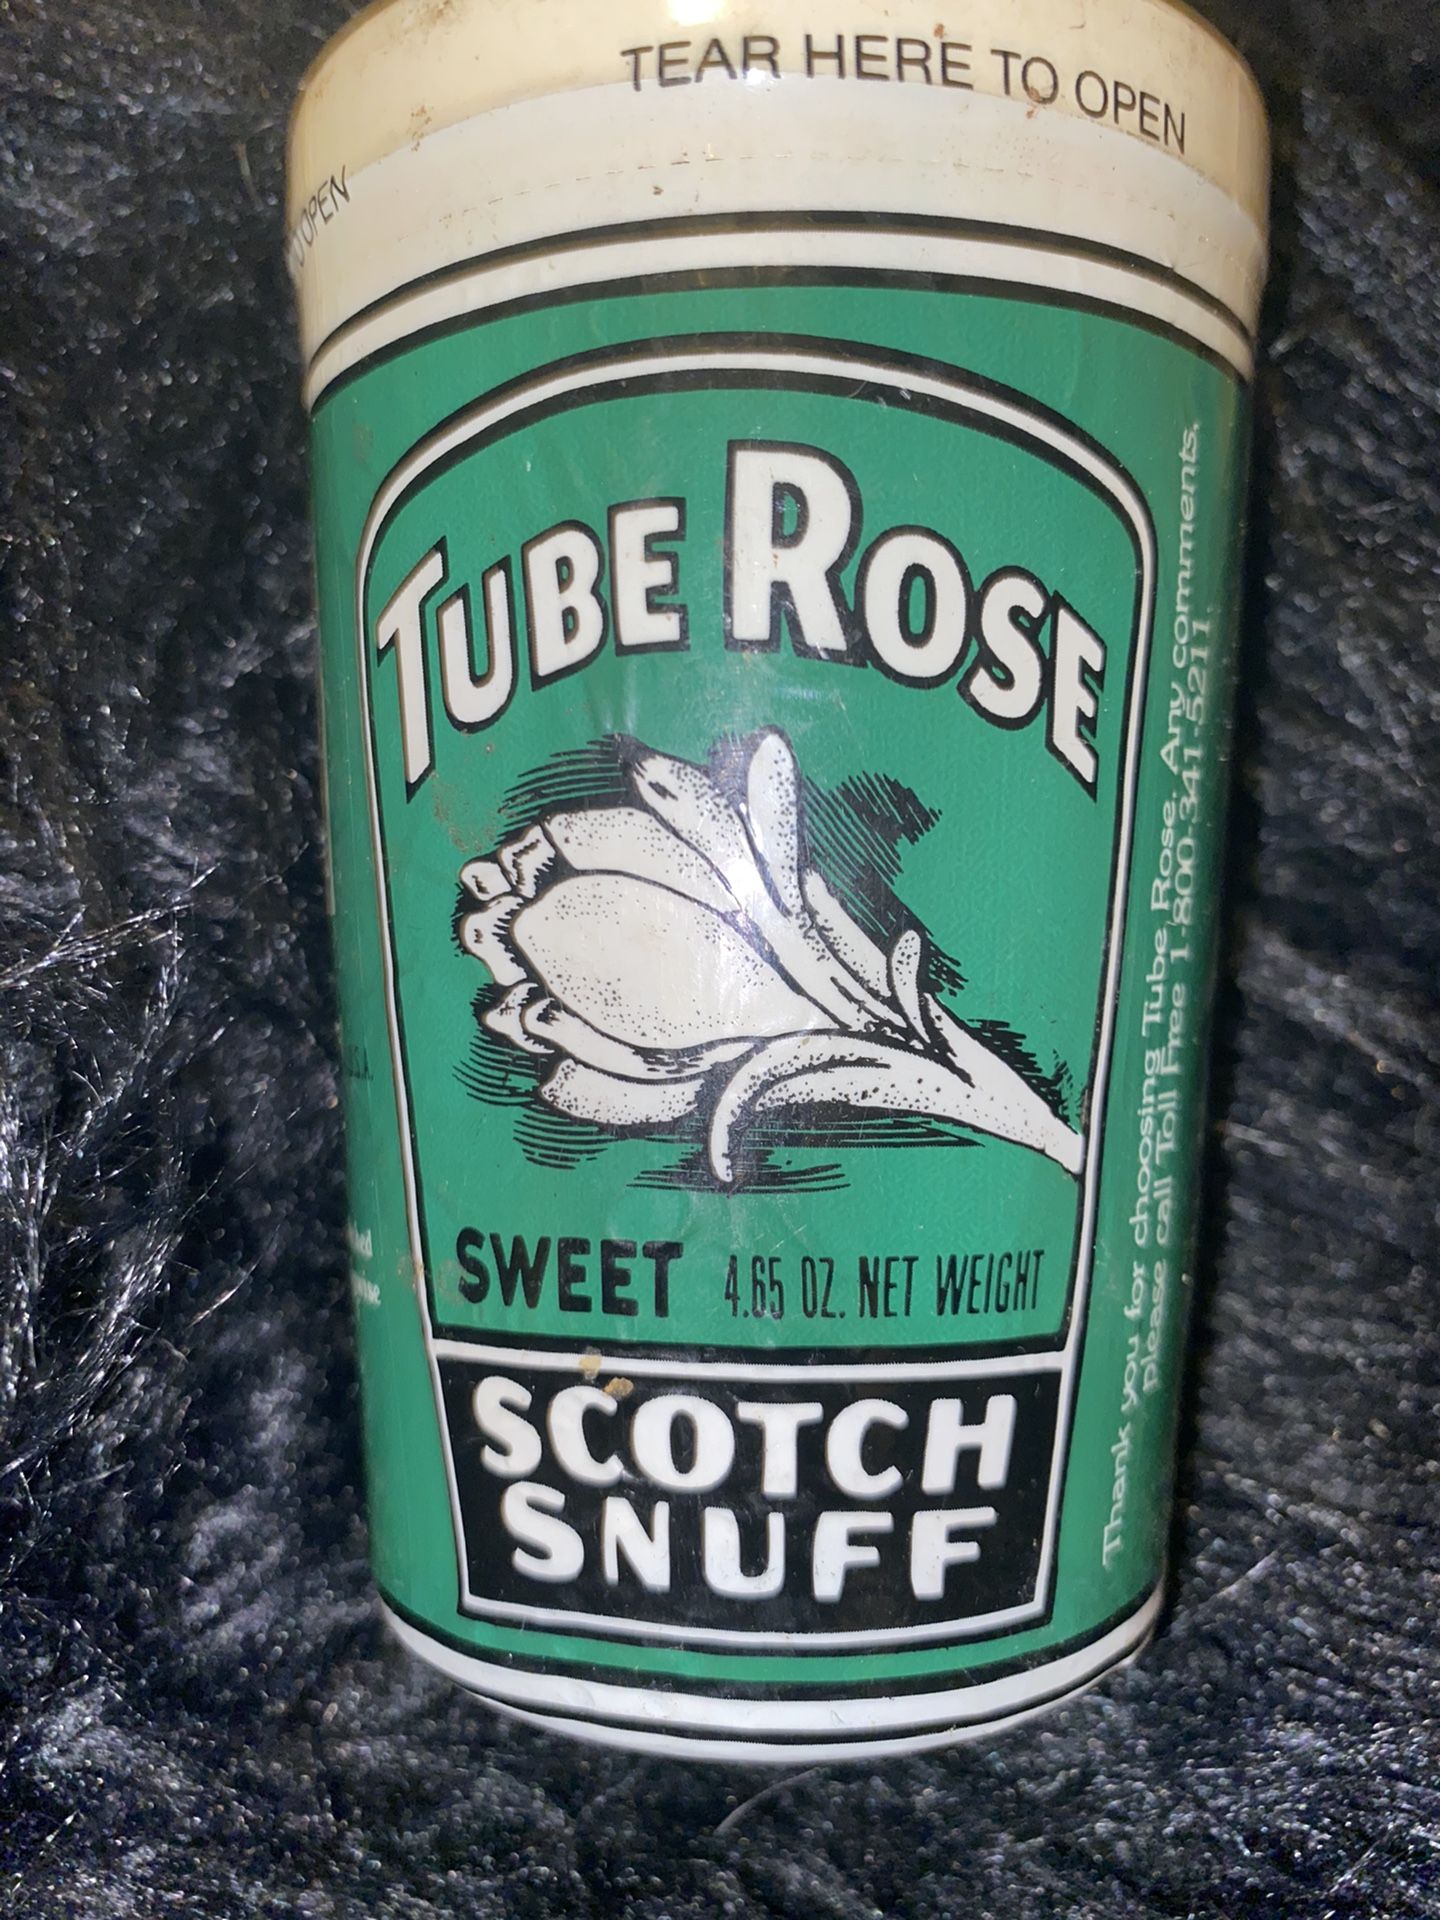 TEAR HERE TO OPEN
TO OPEN
TUBE ROSE
SWEET 4.65 OZ. NET WEIGHT
SCOTCH
SNUFF
Thank you for choosing Tube Rose. Any comments,
Please call Toll Free 1-800-341-5211.
U.S.A.